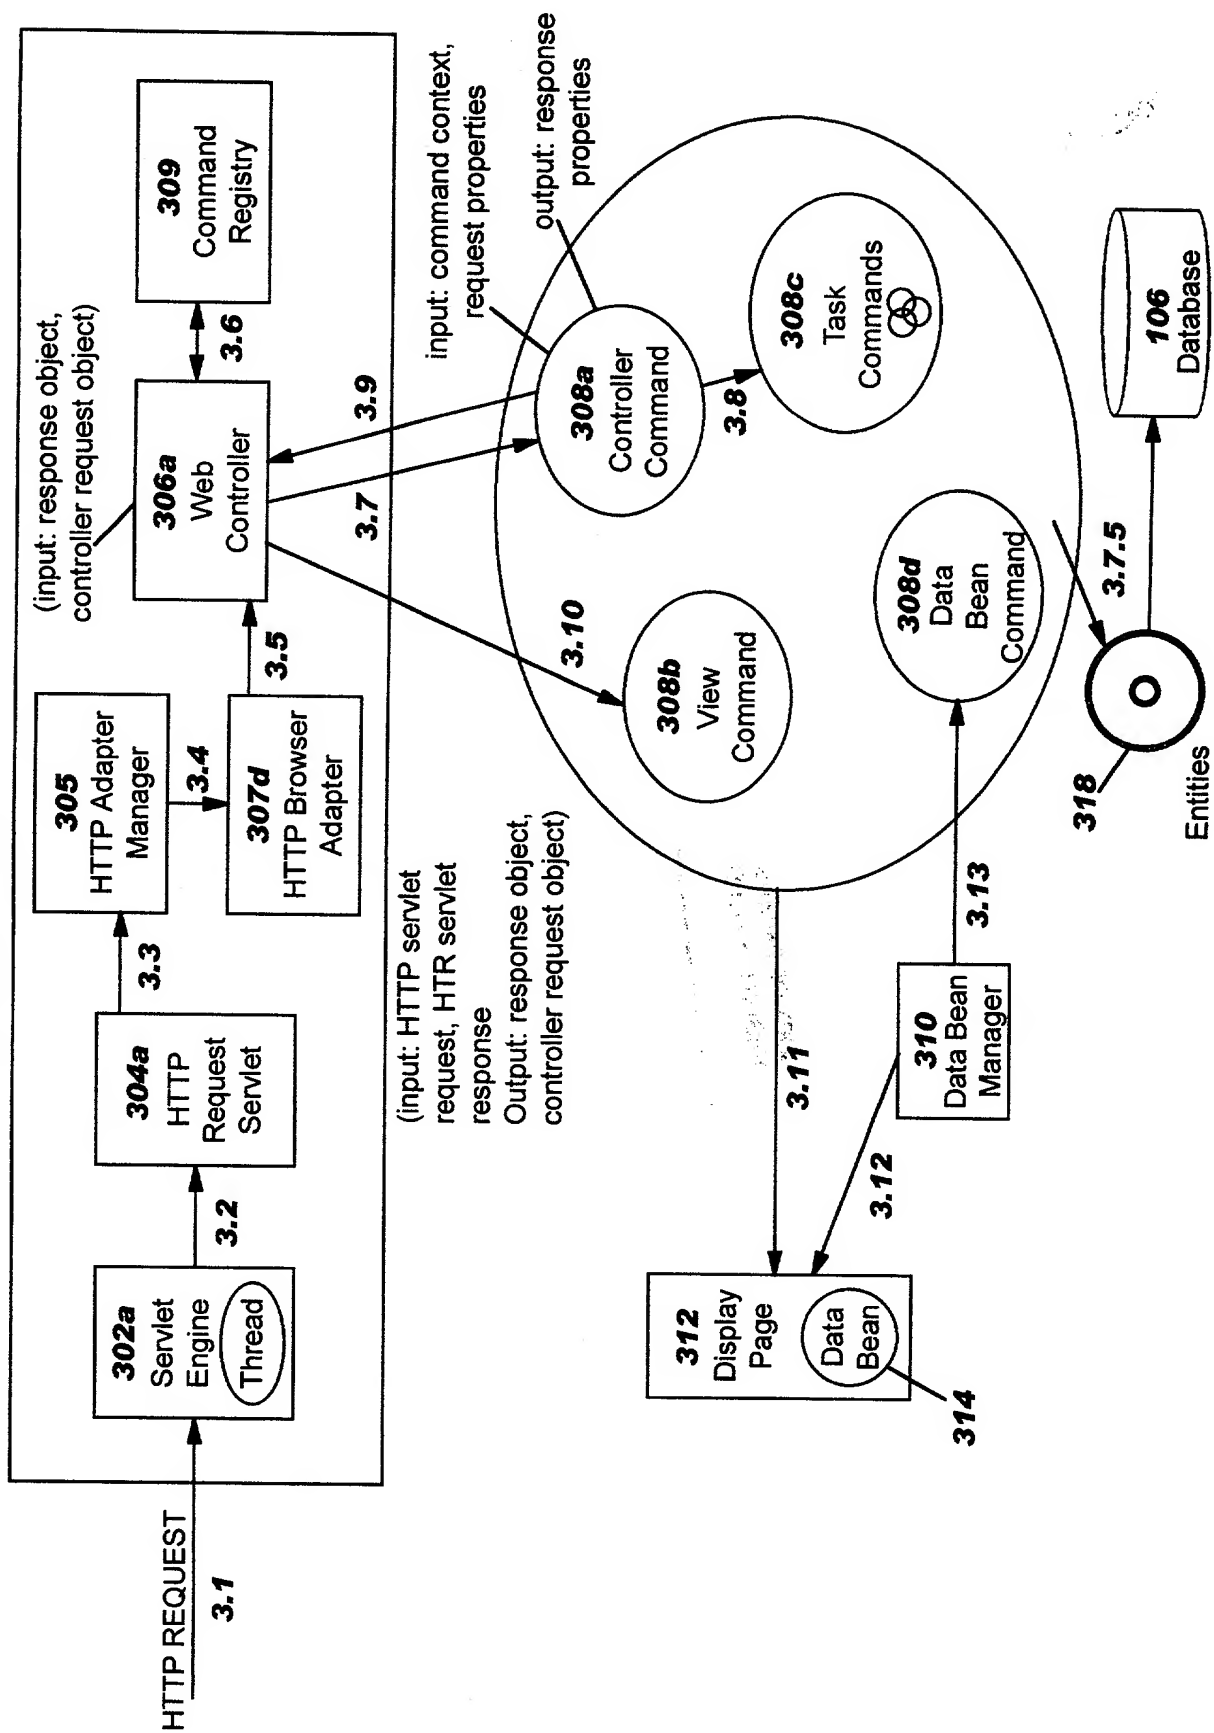 HTTP REQUEST
3.1
302a
Servlet
Engine
Thread
3.2
304a
HTTP
Request
Servlet
3.3
305
HTTP Adapter
Manager
3.4
307d
HTTP Browser
Adapter
3.5
(input: response object,
controller request object)
306a
Web
Controller
3.6
309
Command
Registry
(input: HTTP servlet
request, HTR servlet
response
Output: response object,
controller request object)
3.7
3.9
3.10
input: command context,
request properties
output: response
properties
308a
Controller
Command
3.8
308c
Task
Commands
308b
View
Command
308d
Data
Bean
Command
3.11
312
Display
Page
Data
Bean
314
3.12
310
Data Bean
Manager
3.13
318
Entities
3.7.5
106
Database